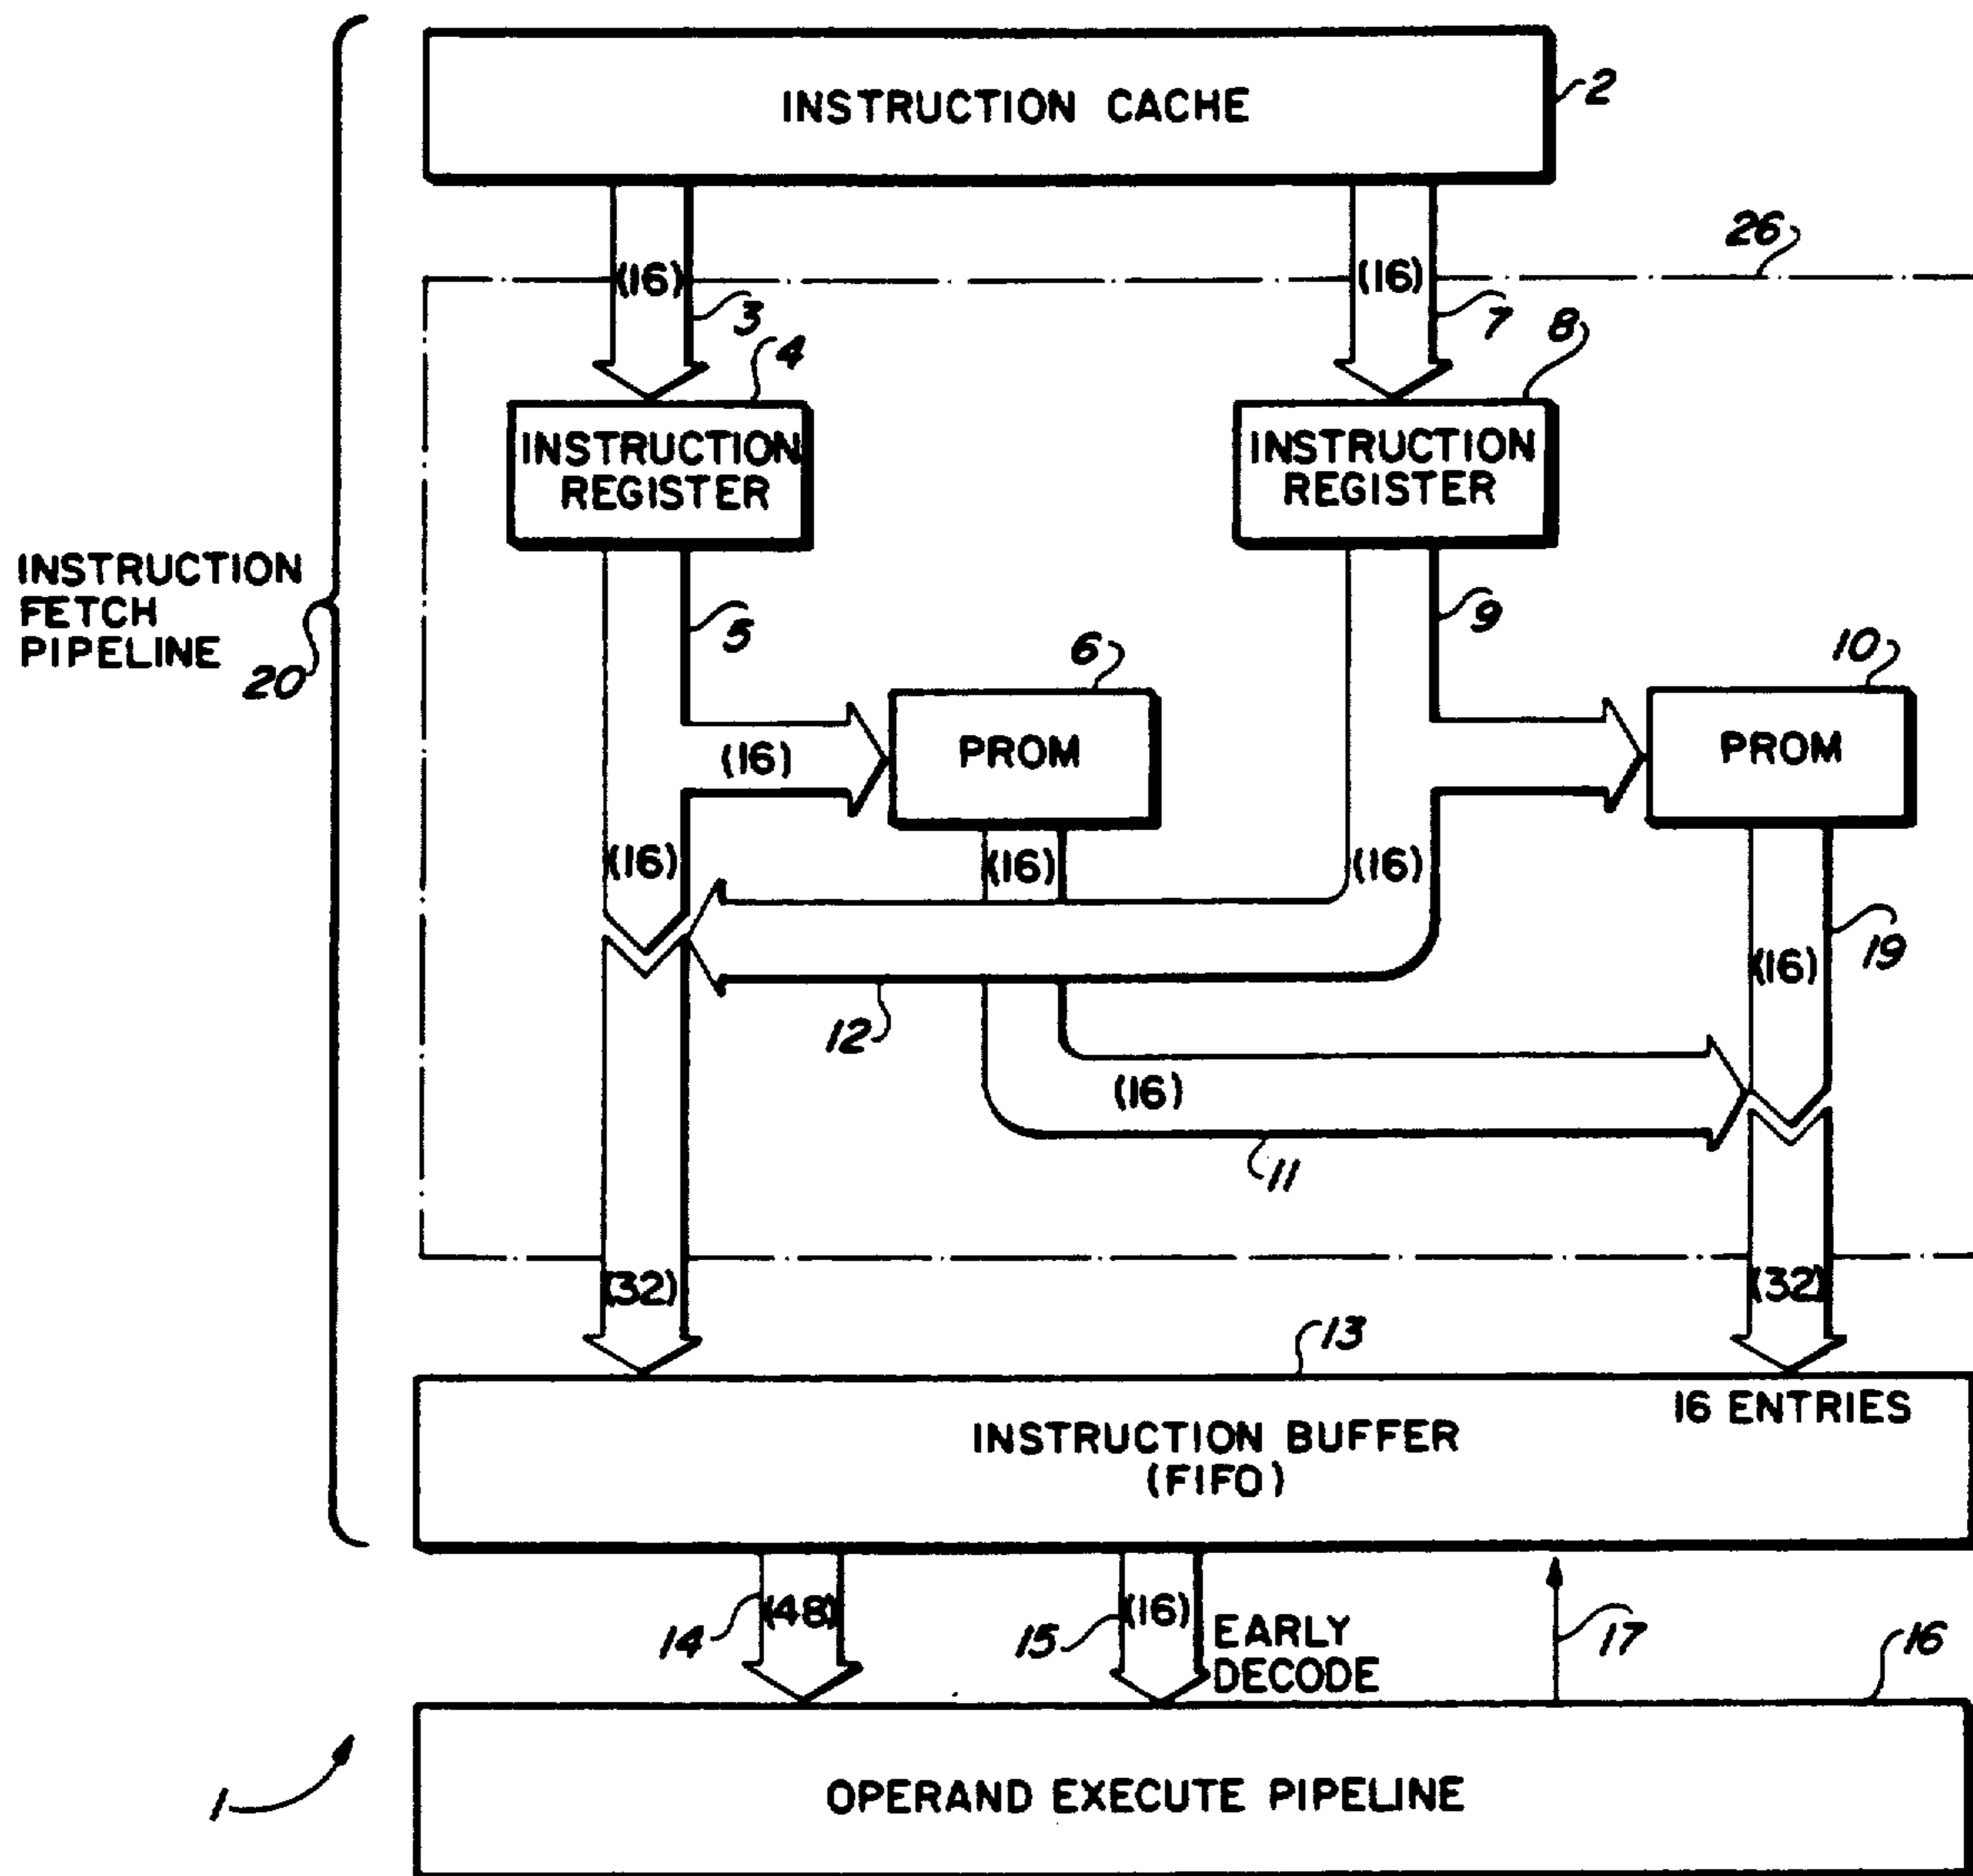 INSTRUCTION CACHE
2
26
(16)
(16)
3
7
4
8
INSTRUCTION
REGISTER
INSTRUCTION
REGISTER
INSTRUCTION
FETCH
PIPELINE
20
5
9
6
10
PROM
PROM
(16)
(16)
(16)
(16)
19
(16)
12
(16)
11
(32)
(32)
13
16 ENTRIES
INSTRUCTION BUFFER
(FIFO)
14
(48)
15
(16)
EARLY
DECODE
17
16
1
OPERAND EXECUTE PIPELINE